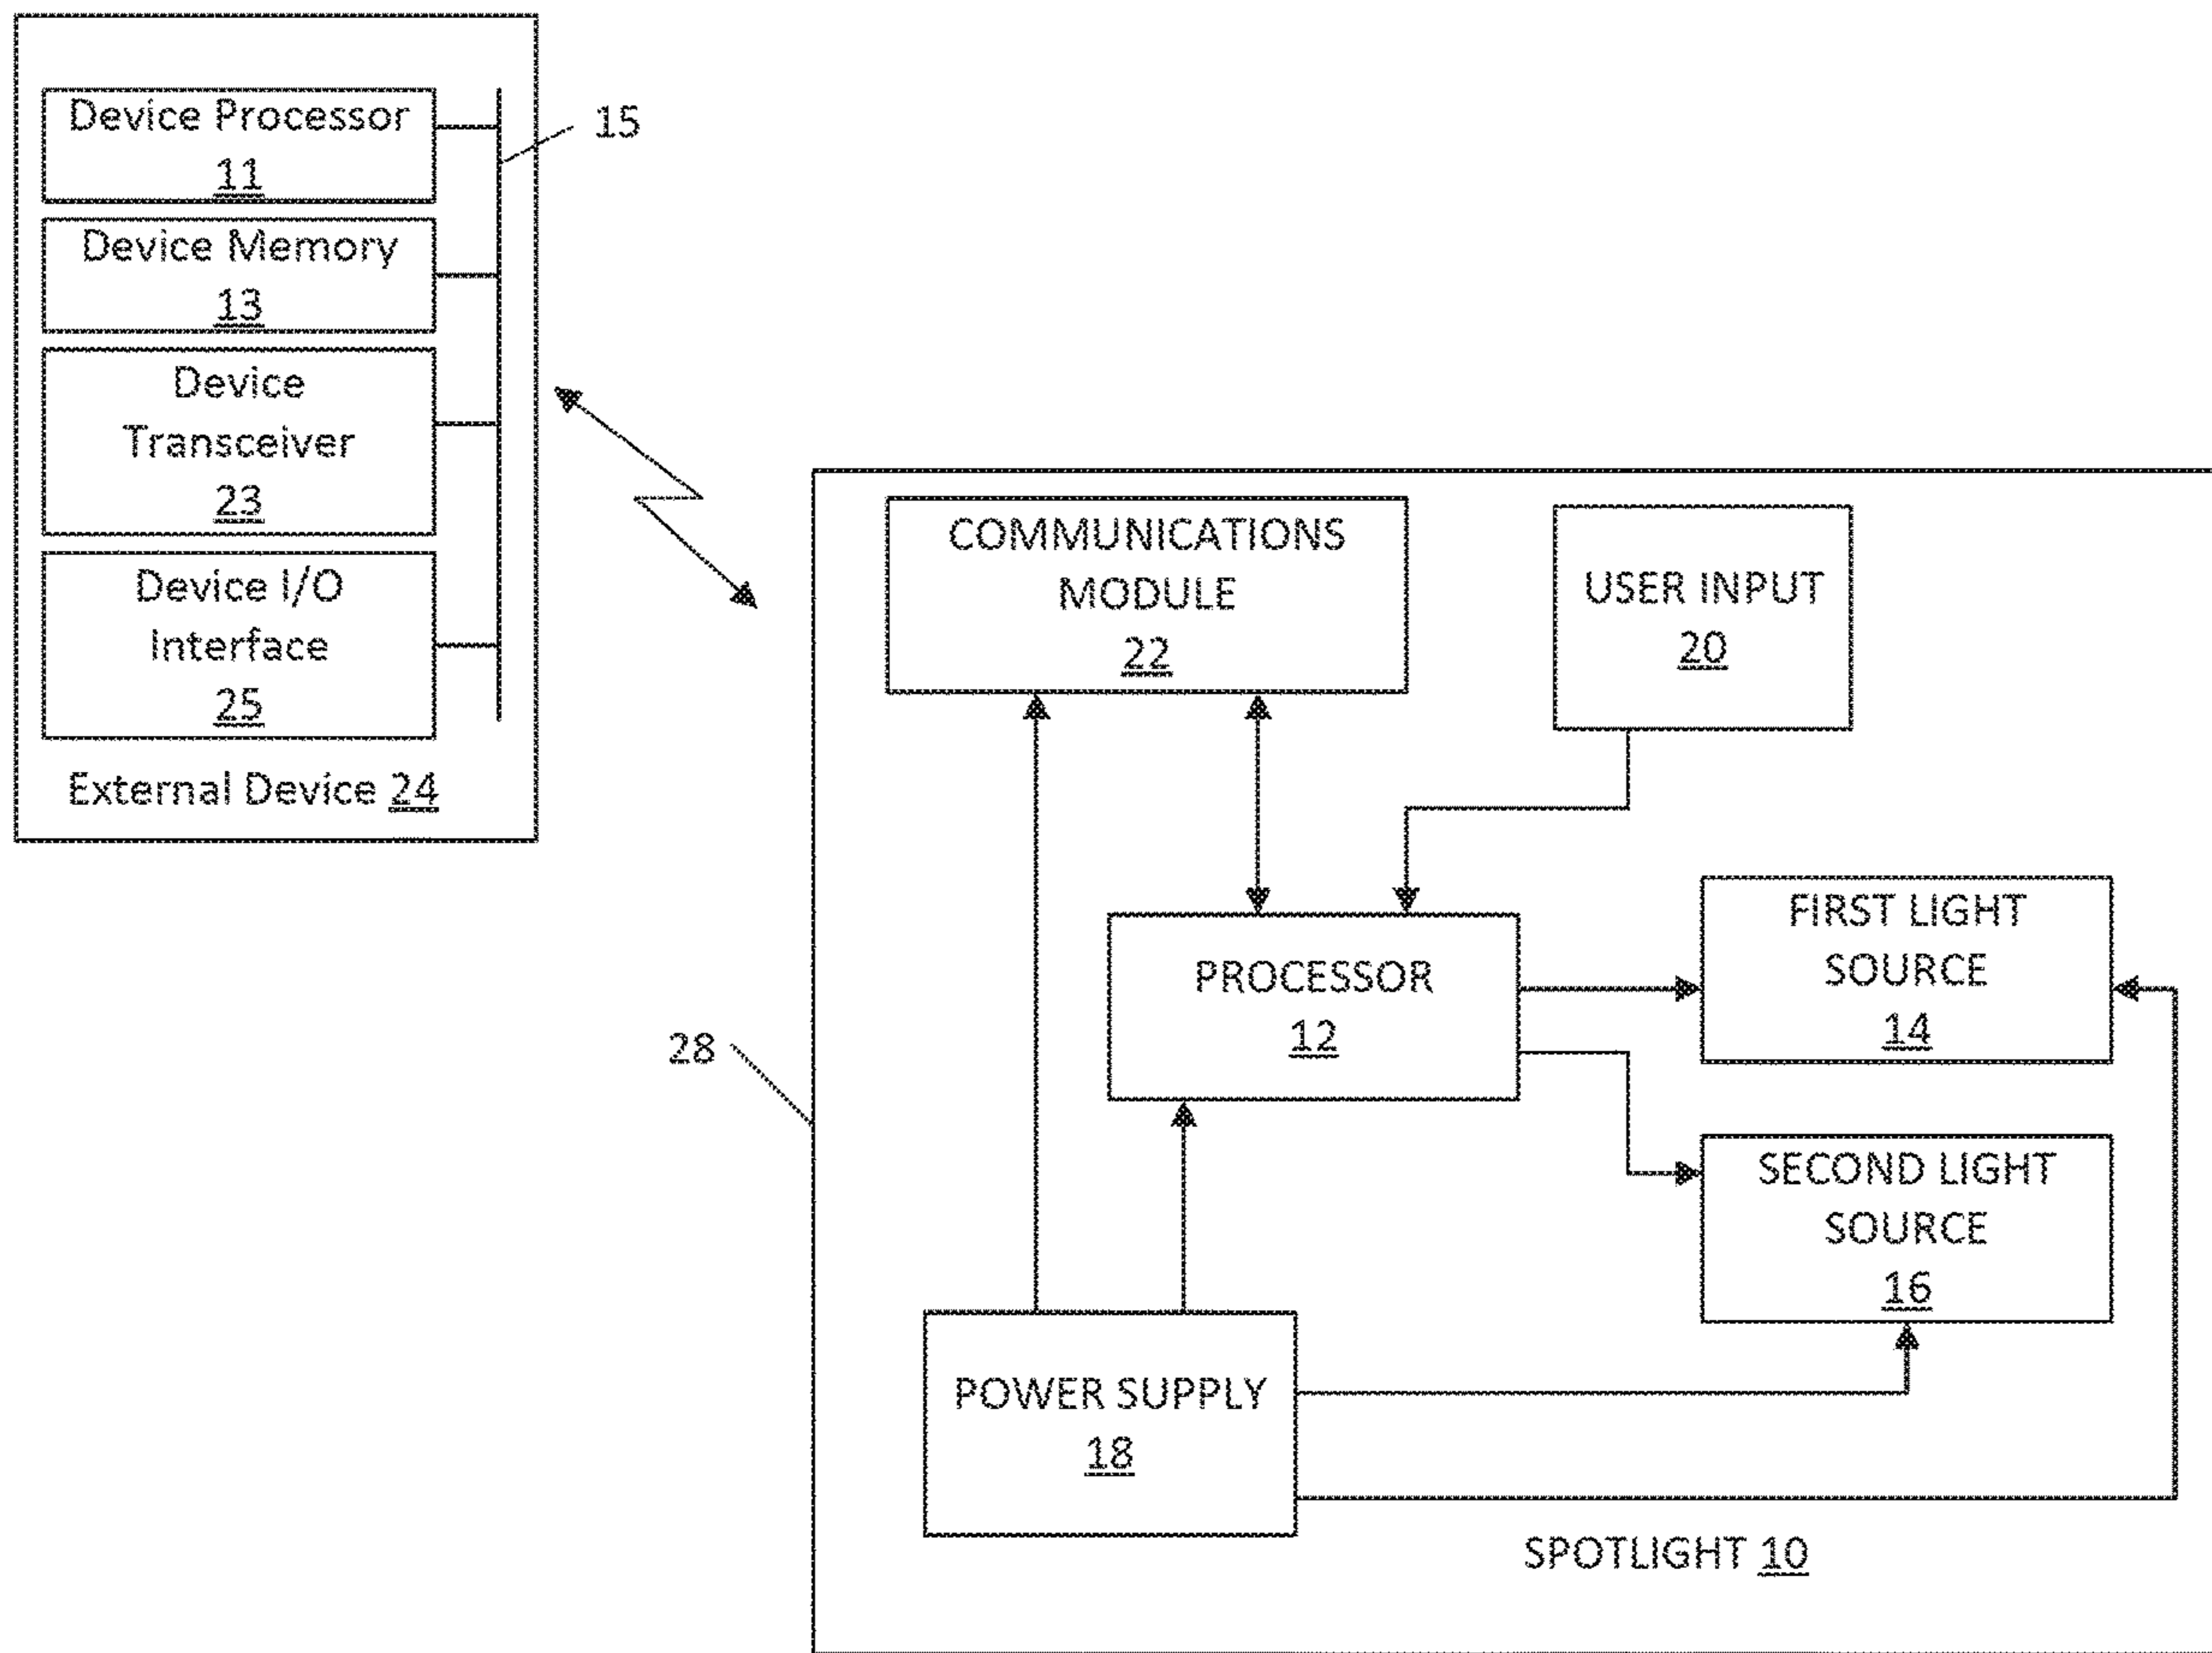 Device Processor
11
15
Device Memory
13
Device
Transceiver
23
Device I/O
Interface
25
External Device 24
COMMUNICATIONS
MODULE
22
USER INPUT
20
PROCESSOR
12
FIRST LIGHT
SOURCE
14
28
SECOND LIGHT
SOURCE
16
POWER SUPPLY
18
SPOTLIGHT 10